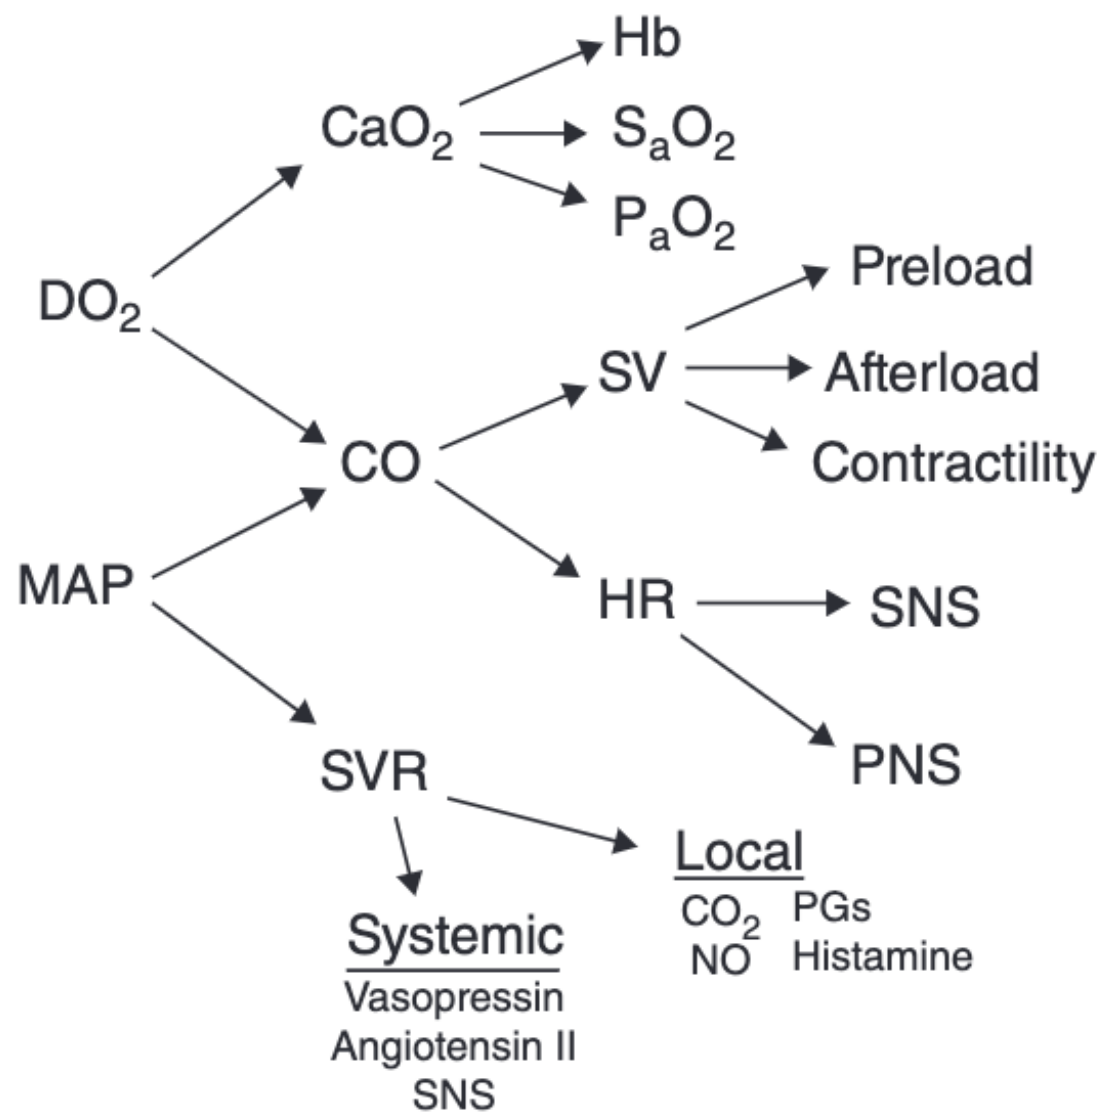 Hb
CaO₂
SₐO₂
PₐO₂
Preload
DO₂
SV
Afterload
CO
Contractility
MAP
HR
SNS
PNS
SVR
Local
CO₂ PGs
NO Histamine
Systemic
Vasopressin
Angiotensin II
SNS